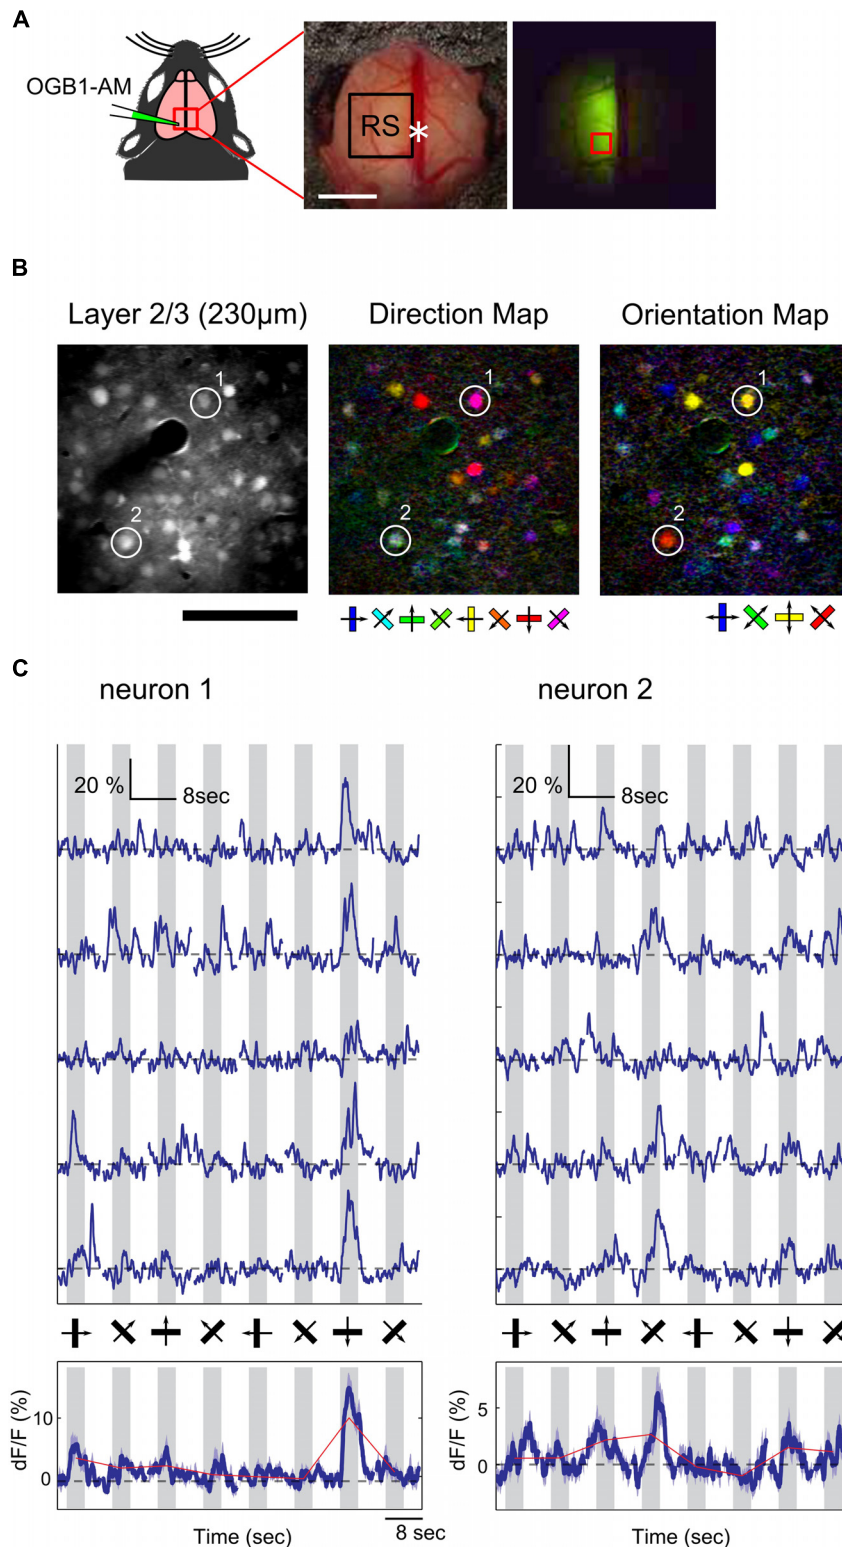 A
OGB1-AM
RS
*
B
Layer 2/3 (230μm)
Direction Map
Orientation Map
1
1
1
2
2
2
C
neuron 1
neuron 2
20 %
8sec
20 %
8sec
dF/F (%)
10
0
dF/F (%)
5
0
Time (sec)
8 sec
Time (sec)